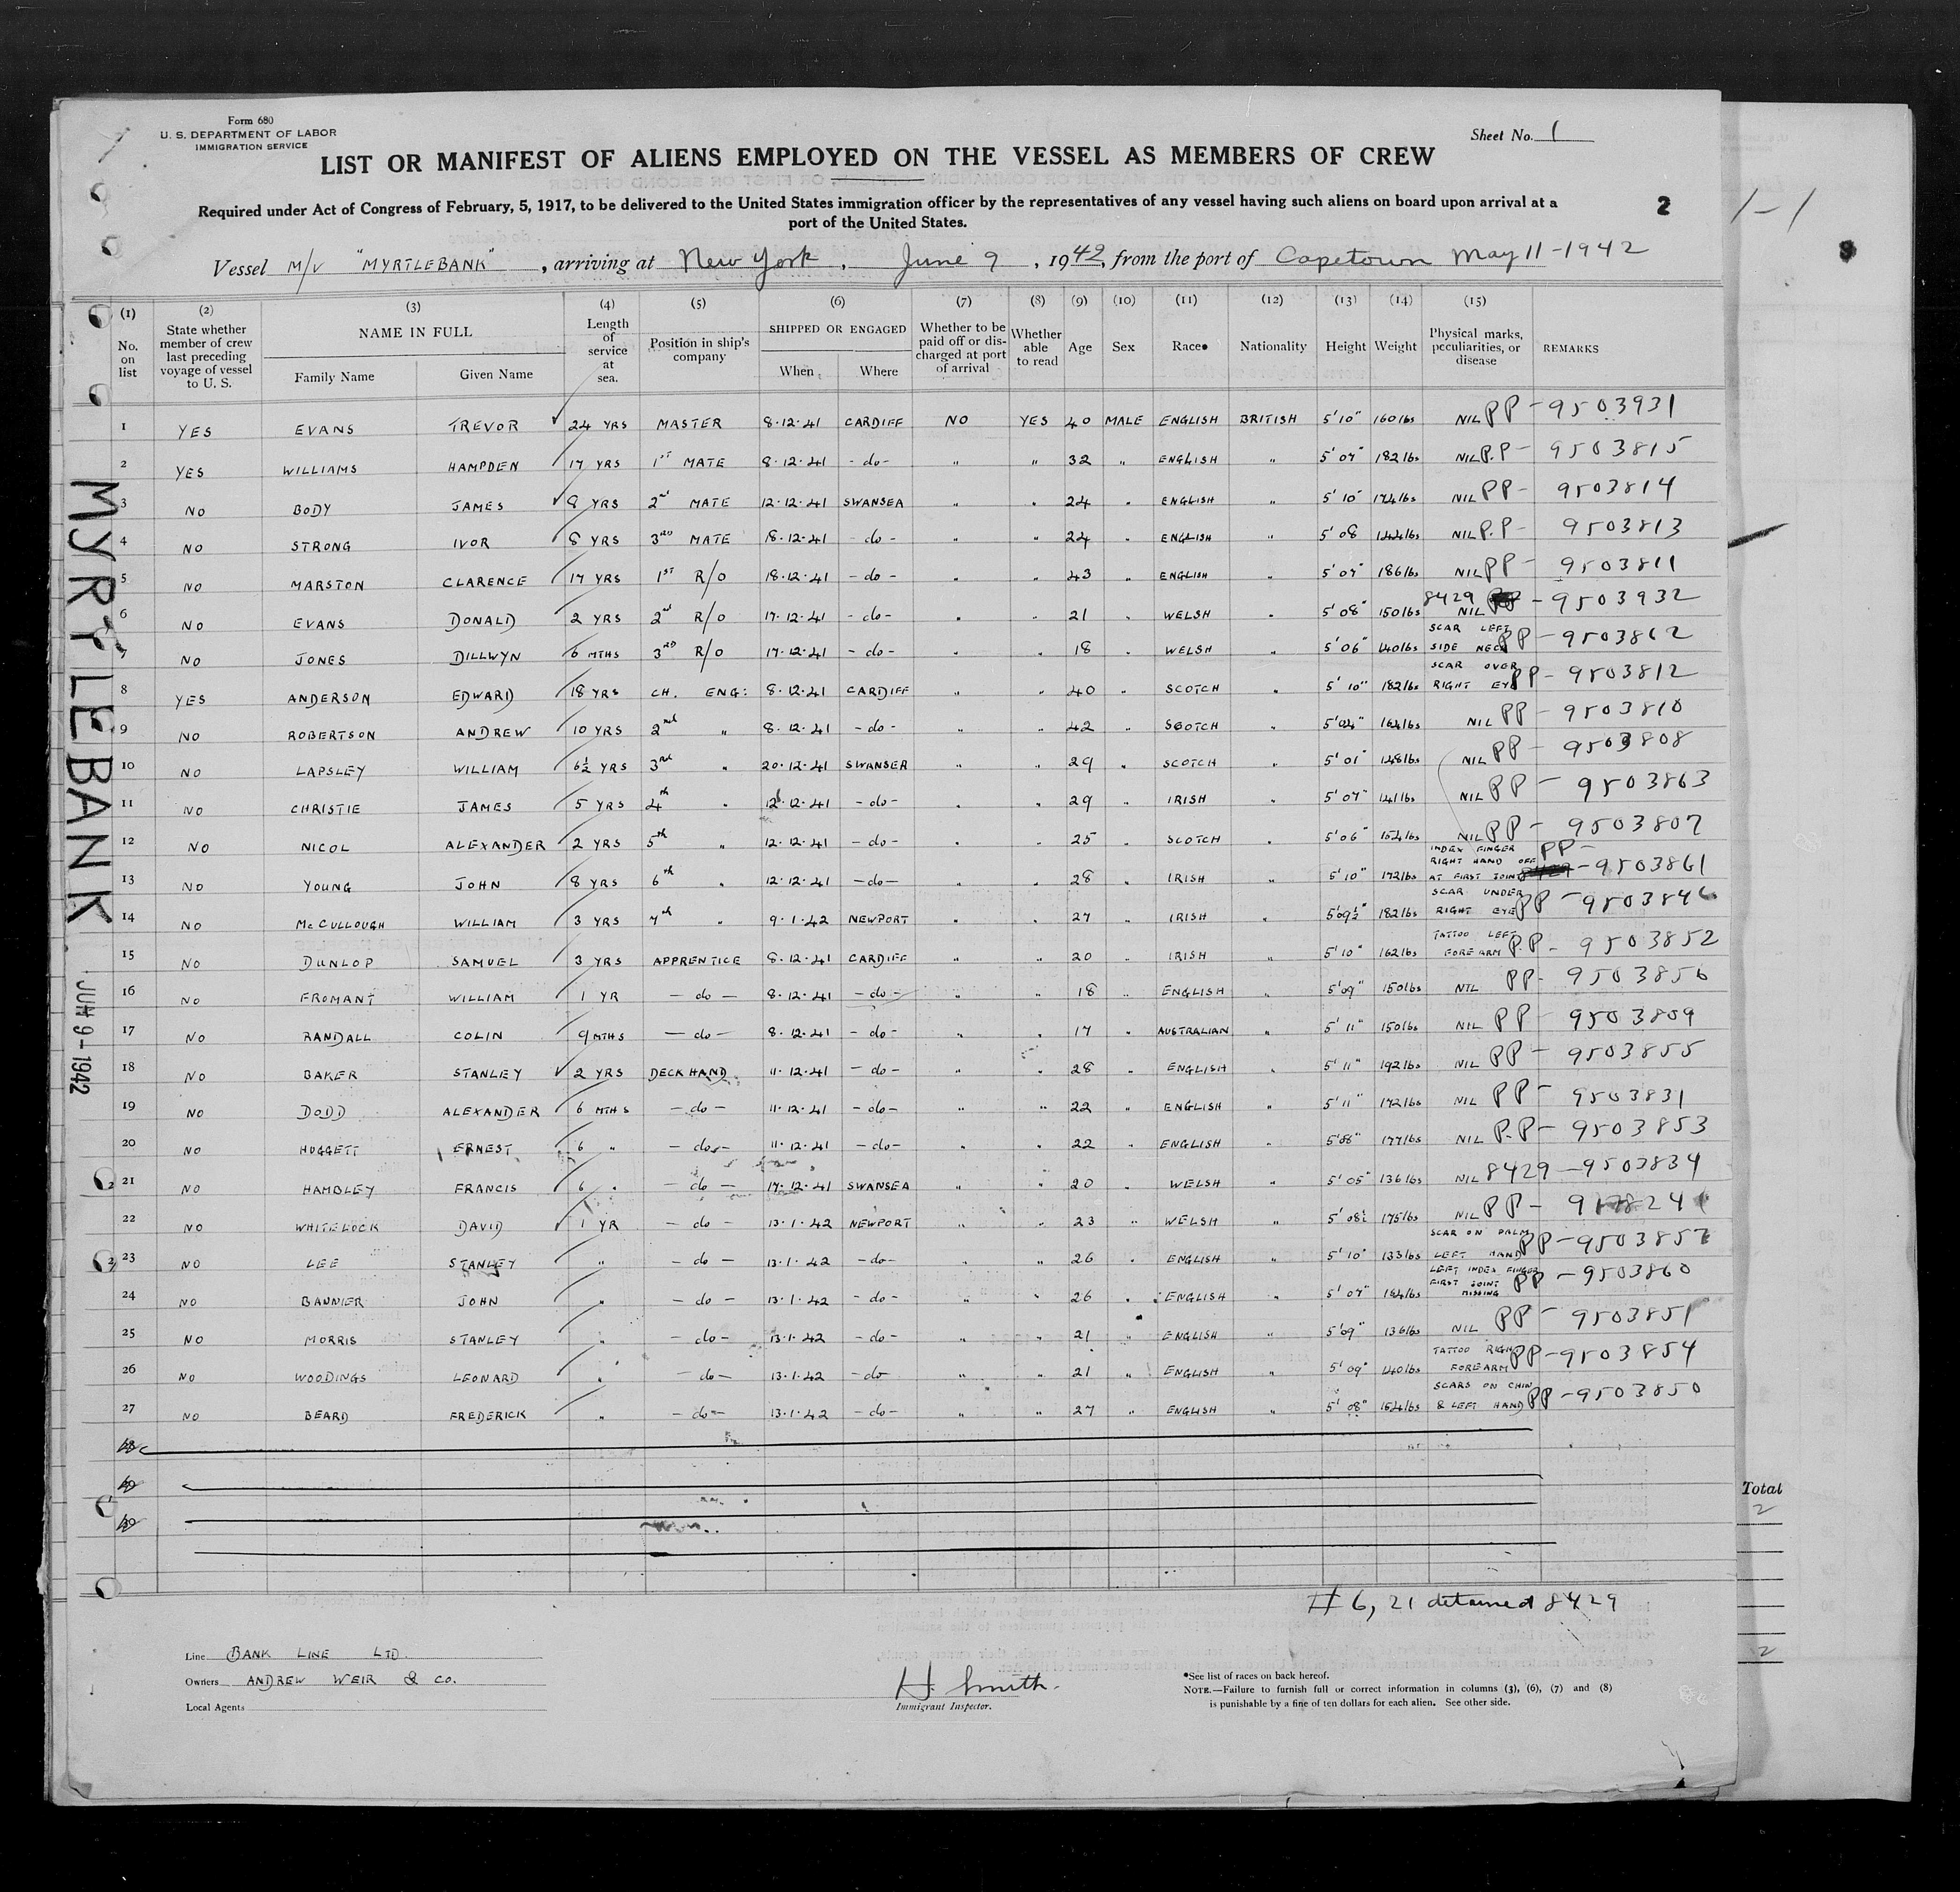 Form 680
U. S. DEPARTMENT OF LABOR
IMMIGRATION SERVICE
Sheet No. 1
LIST OR MANIFEST OF ALIENS EMPLOYED ON THE VESSEL AS MEMBERS OF CREW
Required under Act of Congress of February, 5, 1917, to be delivered to the United States immigration officer by the representatives of any vessel having such aliens on board upon arrival at a
port of the United States.
2
1-1
Vessel M/V "MYRTLEBANK", arriving at New York, June 9, 1942, from the port of Capetown May 11-1942
(1) (2) (3) (4) (5) (6) (7) (8) (9) (10) (11) (12) (13) (14) (15)
No. on list State whether member of crew last preceding voyage of vessel to U. S. NAME IN FULL Family Name Given Name Length of service at sea. Position in ship's company SHIPPED OR ENGAGED When Where Whether to be paid off or discharged at port of arrival Whether able to read Age Sex Race* Nationality Height Weight Physical marks, peculiarities, or disease REMARKS
1 YES EVANS TREVOR 24 YRS MASTER 8-12-41 CARDIFF NO YES 40 MALE ENGLISH BRITISH 5' 10" 160lbs NIL PP-9503931
2 YES WILLIAMS HAMPDEN 17 YRS 1ST MATE 8-12-41 -do- " " 32 " ENGLISH " 5' 07" 182lbs NIL P.P- 9503815
3 NO BODY JAMES 8 YRS 2nd MATE 12-12-41 SWANSEA " " 24 " ENGLISH " 5' 10" 174lbs NIL PP- 9503814
4 NO STRONG IVOR 8 YRS 3RD MATE 18-12-41 -do- " " 24 " ENGLISH " 5' 08 144lbs NIL P.P- 9503813
5 NO MARSTON CLARENCE 17 YRS 1ST R/O 18-12-41 -do- " " 43 " ENGLISH " 5' 07" 186lbs NIL PP- 9503811
6 NO EVANS DONALD 2 YRS 2nd R/O 17-12-41 -do- " " 21 " WELSH " 5' 08" 150lbs NIL 8429 -9503932
7 NO JONES DILLWYN 6 MTHS 3RD R/O 17-12-41 -do- " " 18 " WELSH " 5' 06" 140lbs SCAR LEFT SIDE NECK PP-9503862
8 YES ANDERSON EDWARD 18 YRS CH. ENG: 8-12-41 CARDIFF " " 40 " SCOTCH " 5' 10" 182lbs SCAR OVER RIGHT EYE PP-9503812
9 NO ROBERTSON ANDREW 10 YRS 2nd " 8-12-41 -do- " " 42 " SCOTCH " 5'04" 164lbs NIL PP-9503810
10 NO LAPSLEY WILLIAM 6½ YRS 3rd " 20-12-41 SWANSEA " " 29 " SCOTCH " 5' 01" 148lbs NIL PP- 9503808
11 NO CHRISTIE JAMES 5 YRS 4th " 12-12-41 -do- " " 29 " IRISH " 5' 07" 141lbs NIL PP- 9503863
12 NO NICOL ALEXANDER 2 YRS 5th " 12-12-41 -do- " " 25 " SCOTCH " 5'06" 154lbs NIL PP- 9503807
13 NO YOUNG JOHN 8 YRS 6th " 12-12-41 -do- " " 28 " IRISH " 5' 10" 172lbs INDEX FINGER RIGHT HAND OFF AT FIRST JOINT PP- -9503861
14 NO McCULLOUGH WILLIAM 3 YRS 7th " 9-1-42 NEWPORT " " 27 " IRISH " 5'09½" 182lbs SCAR UNDER RIGHT EYE PP-9503846
15 NO DUNLOP SAMUEL 3 YRS APPRENTICE 8-12-41 CARDIFF " " 20 " IRISH " 5' 10" 162lbs TATTOO LEFT FOREARM P.P- 9503852
16 NO FROMANT WILLIAM 1 YR -do- 8-12-41 -do- " " 18 " ENGLISH " 5'09" 150lbs NIL PP- 9503856
17 NO RANDALL COLIN 9 MTHS -do- 8-12-41 -do- " " 17 " AUSTRALIAN " 5' 11" 150lbs NIL PP- 9503809
18 NO BAKER STANLEY 2 YRS DECK HAND 11-12-41 -do- " " 28 " ENGLISH " 5' 11" 192lbs NIL PP- 9503855
19 NO DODD ALEXANDER 6 MTHS -do- 11-12-41 -do- " " 22 " ENGLISH " 5' 11" 172lbs NIL PP- 9503831
20 NO HUGGETT ERNEST 6 " -do- 11-12-41 -do- " " 22 " ENGLISH " 5'08" 177lbs NIL P.P- 9503853
21 NO HAMBLEY FRANCIS 6 " -do- 17-12-41 SWANSEA " " 20 " WELSH " 5' 05" 136lbs NIL 8429-9503834
22 NO WHITELOCK DAVID 1 YR -do- 13-1-42 NEWPORT " " 23 " WELSH " 5' 08½ 175lbs NIL PP-
23 NO LEE STANLEY " -do- 13-1-42 -do- " " 26 " ENGLISH " 5' 10" 133lbs SCAR ON PALM LEFT HAND PP-9503857
24 NO BANNIER JOHN " -do- 13-1-42 -do- " " 26 " ENGLISH " 5' 07" 164lbs LEFT INDEX FINGER FIRST JOINT MISSING PP-9503860
25 NO MORRIS STANLEY " -do- 13-1-42 -do- " " 21 " ENGLISH " 5'09" 136lbs NIL PP- 9503851
26 NO WOODINGS LEONARD " -do- 13-1-42 -do- " " 21 " ENGLISH " 5' 09" 140lbs TATTOO RIGHT FOREARM PP-9503854
27 NO BEARD FREDERICK " -do- 13-1-42 -do- " " 27 " ENGLISH " 5' 08" 154lbs SCARS ON CHIN & LEFT HAND PP-9503850
MYRTLEBANK
JUN 9-1942
Total
2
2
# 6, 21 detained 8429
Line BANK LINE LTD.
Owners ANDREW WEIR & CO.
Local Agents
H. Smith.
Immigrant Inspector.
*See list of races on back hereof.
NOTE.—Failure to furnish full or correct information in columns (3), (6), (7) and (8)
is punishable by a fine of ten dollars for each alien. See other side.